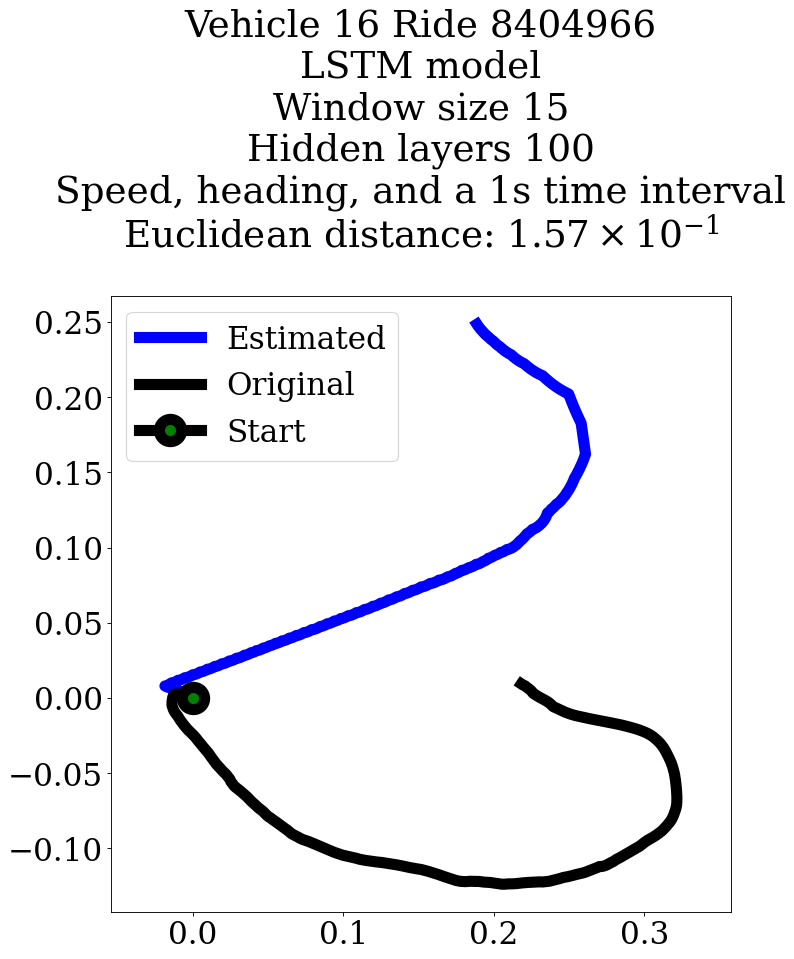 Vehicle 16 Ride 8404966
LSTM model
Window size 15
Hidden layers 100
Speed, heading, and a 1s time interval
Euclidean distance: 1.57 × 10⁻¹
Estimated
Original
Start
0.25
0.20
0.15
0.10
0.05
0.00
−0.05
−0.10
0.0 0.1 0.2 0.3